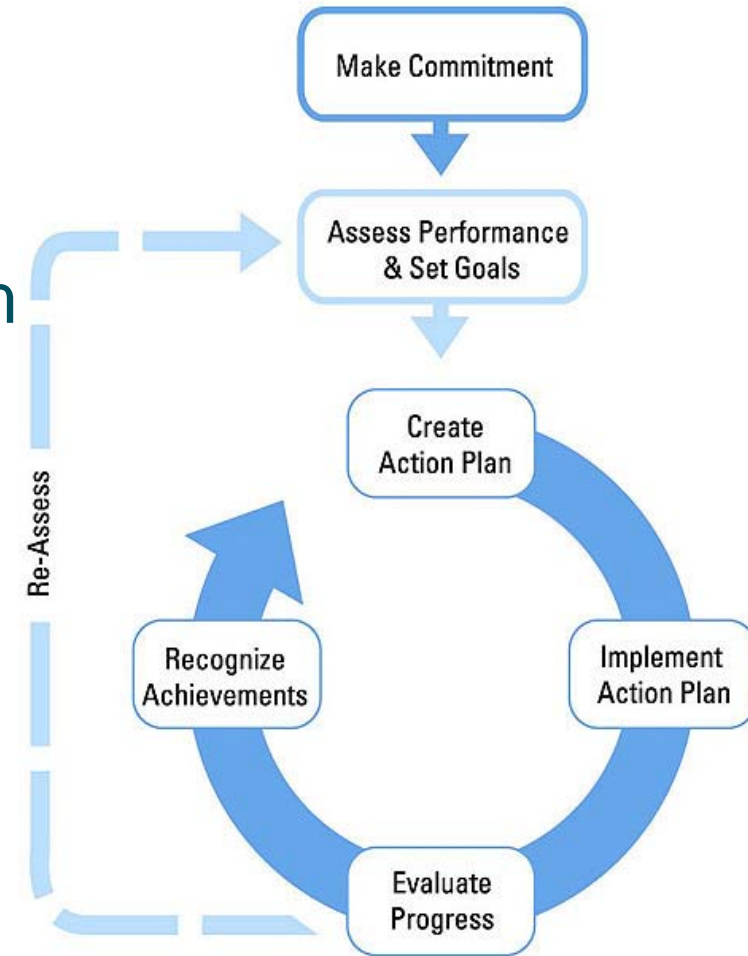 Make Commitment
Assess Performance
& Set Goals
Create
Action Plan
Implement
Action Plan
Evaluate
Progress
Recognize
Achievements
Re-Assess